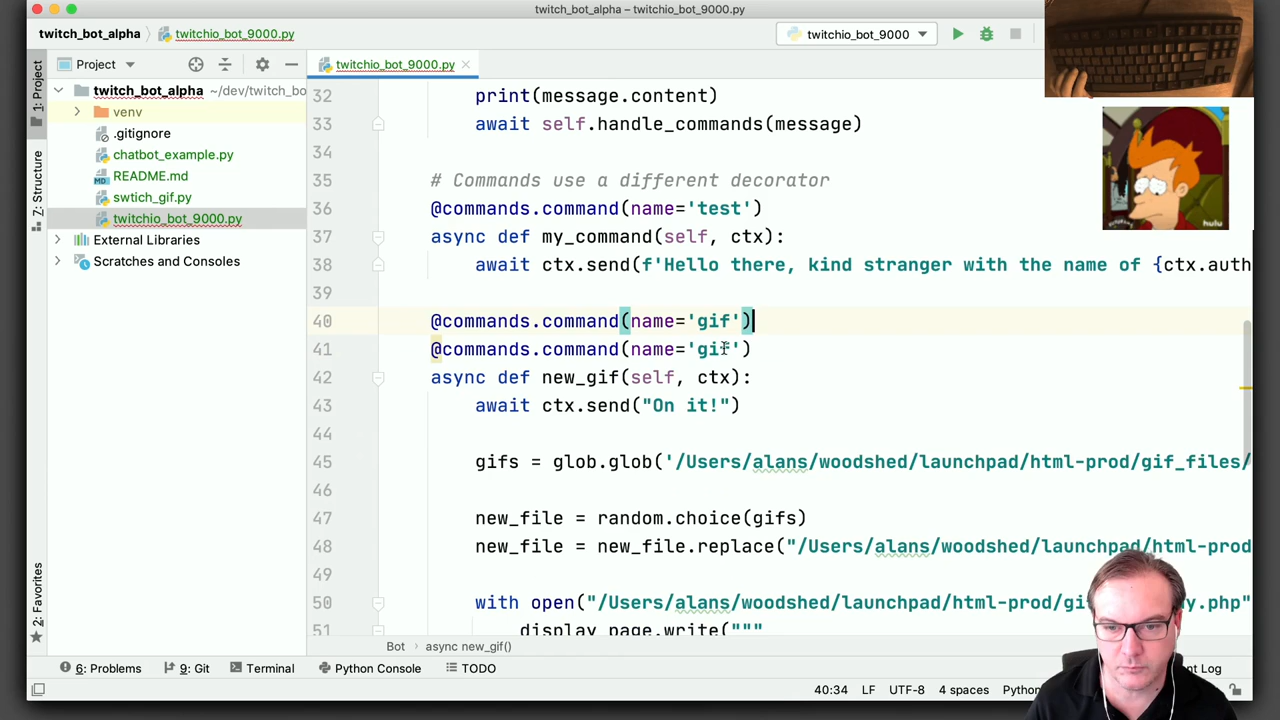 twitch_bot_alpha – twitchio_bot_9000.py
twitch_bot_alpha twitchio_bot_9000.py twitchio_bot_9000
Project twitchio_bot_9000.py
1: Project
twitch_bot_alpha ~/dev/twitch_bo
venv
.gitignore
chatbot_example.py
README.md
swtich_gif.py
twitchio_bot_9000.py
External Libraries
Scratches and Consoles
Z: Structure
2: Favorites
32 print(message.content)
33 await self.handle_commands(message)
34
35 # Commands use a different decorator
36 @commands.command(name='test')
37 async def my_command(self, ctx):
38 await ctx.send(f'Hello there, kind stranger with the name of {ctx.auth
39
40 @commands.command(name='gif')
41 @commands.command(name='gif')
42 async def new_gif(self, ctx):
43 await ctx.send("On it!")
44
45 gifs = glob.glob('/Users/alans/woodshed/launchpad/html-prod/gif_files/
46
47 new_file = random.choice(gifs)
48 new_file = new_file.replace("/Users/alans/woodshed/launchpad/html-prod
49
50 with open("/Users/alans/woodshed/launchpad/html-prod/gi y.php"
51 display_page.write("""
Bot async new_gif()
6: Problems 9: Git Terminal Python Console TODO nt Log
40:34 LF UTF-8 4 spaces Python
hulu